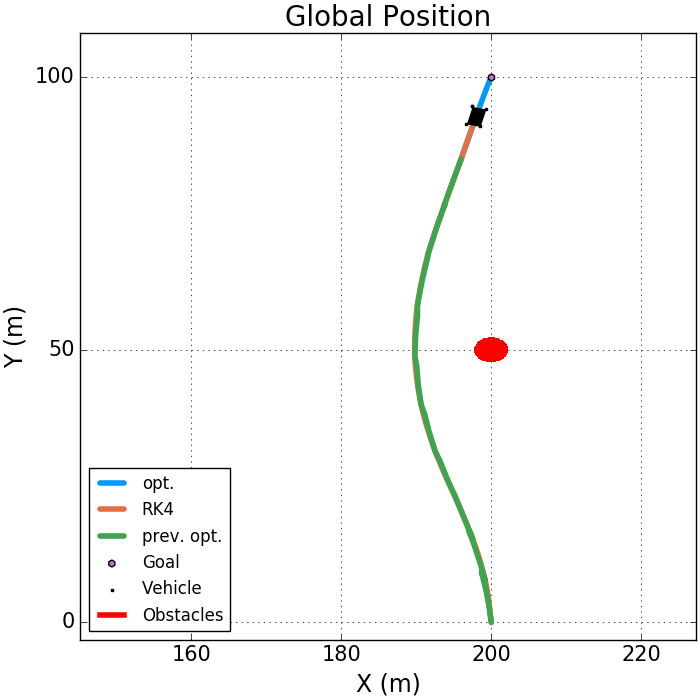 Global Position
100
50
0
Y (m)
opt.
RK4
prev. opt.
Goal
Vehicle
Obstacles
160
180
200
220
X (m)